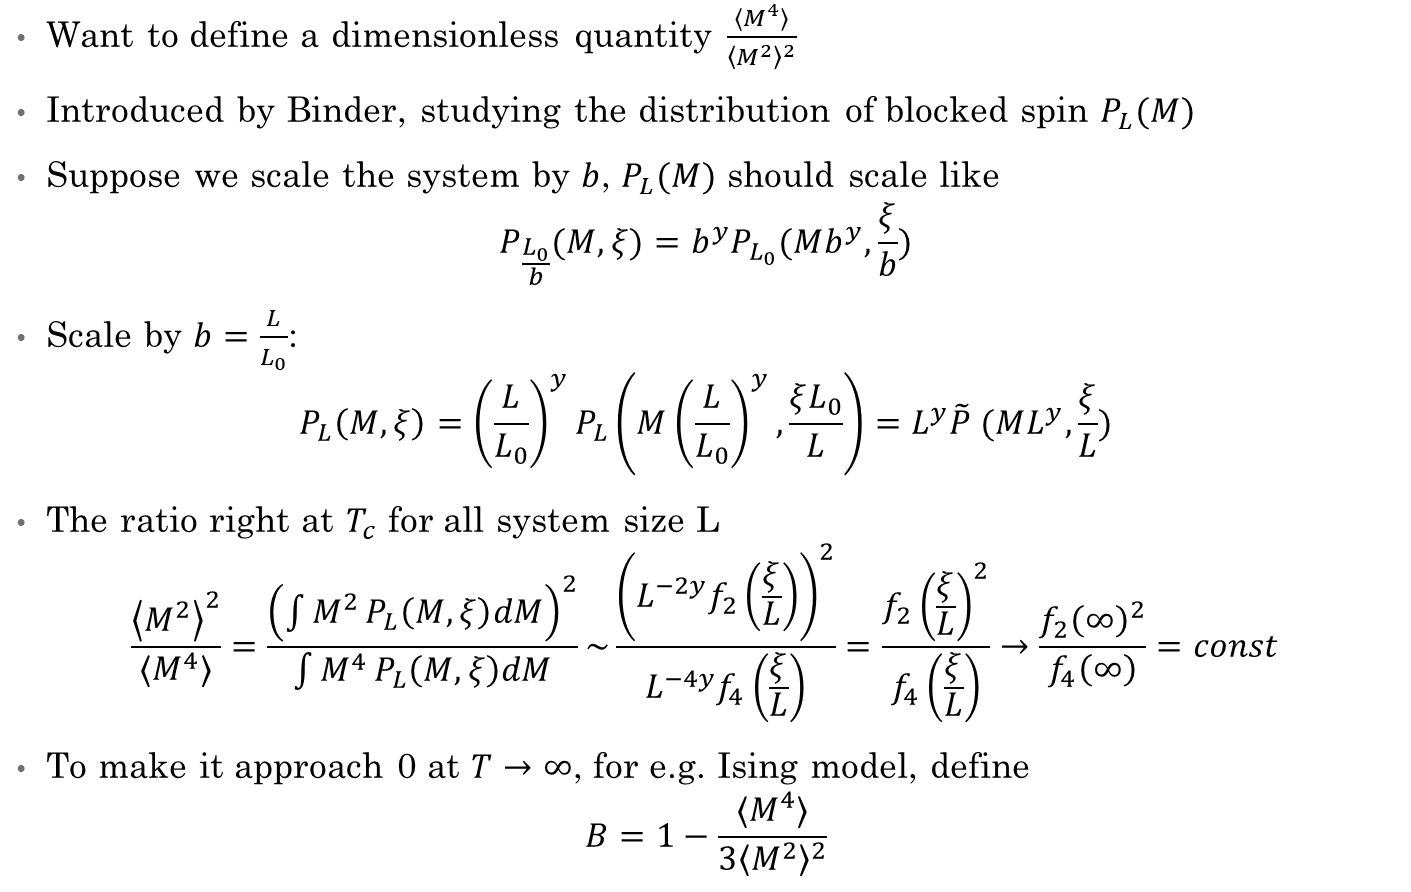 • Want to define a dimensionless quantity ⟨M⁴⟩/⟨M²⟩²
• Introduced by Binder, studying the distribution of blocked spin P_L(M)
• Suppose we scale the system by b, P_L(M) should scale like
P_{L₀/b}(M, ξ) = b^y P_{L₀}(Mb^y, ξ/b)
• Scale by b = L/L₀:
P_L(M, ξ) = (L/L₀)^y P_L(M(L/L₀)^y, ξL₀/L) = L^y P̃ (ML^y, ξ/L)
• The ratio right at T_c for all system size L
⟨M²⟩²/⟨M⁴⟩ = (∫ M² P_L(M, ξ)dM)²/∫ M⁴ P_L(M, ξ)dM ~ (L^{-2y} f₂(ξ/L))²/L^{-4y} f₄(ξ/L) = f₂(ξ/L)²/f₄(ξ/L) → f₂(∞)²/f₄(∞) = const
• To make it approach 0 at T → ∞, for e.g. Ising model, define
B = 1 − ⟨M⁴⟩/3⟨M²⟩²